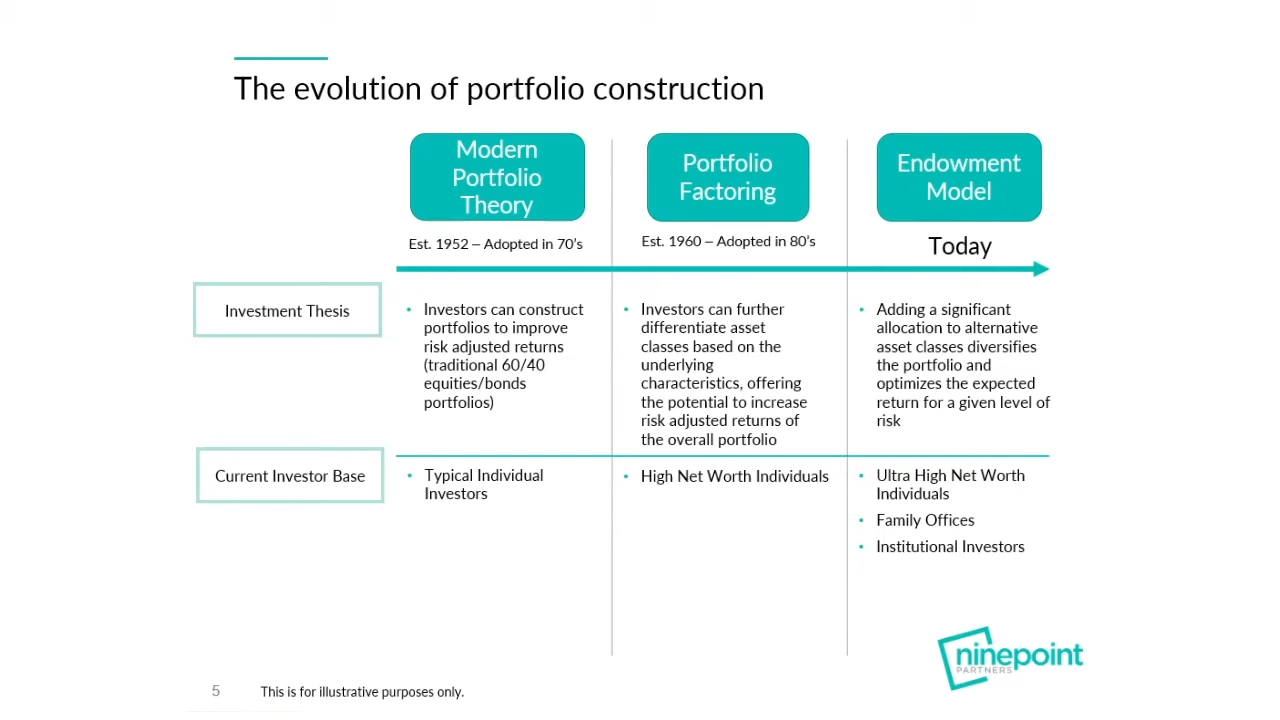 The evolution of portfolio construction
Modern
Portfolio
Theory
Portfolio
Factoring
Endowment
Model
Est. 1952 – Adopted in 70's
Est. 1960 – Adopted in 80's
Today
Investment Thesis
• Investors can construct
portfolios to improve
risk adjusted returns
(traditional 60/40
equities/bonds
portfolios)
• Investors can further
differentiate asset
classes based on the
underlying
characteristics, offering
the potential to increase
risk adjusted returns of
the overall portfolio
• Adding a significant
allocation to alternative
asset classes diversifies
the portfolio and
optimizes the expected
return for a given level of
risk
Current Investor Base
• Typical Individual
Investors
• High Net Worth Individuals
• Ultra High Net Worth
Individuals
• Family Offices
• Institutional Investors
ninepoint
PARTNERS
5
This is for illustrative purposes only.